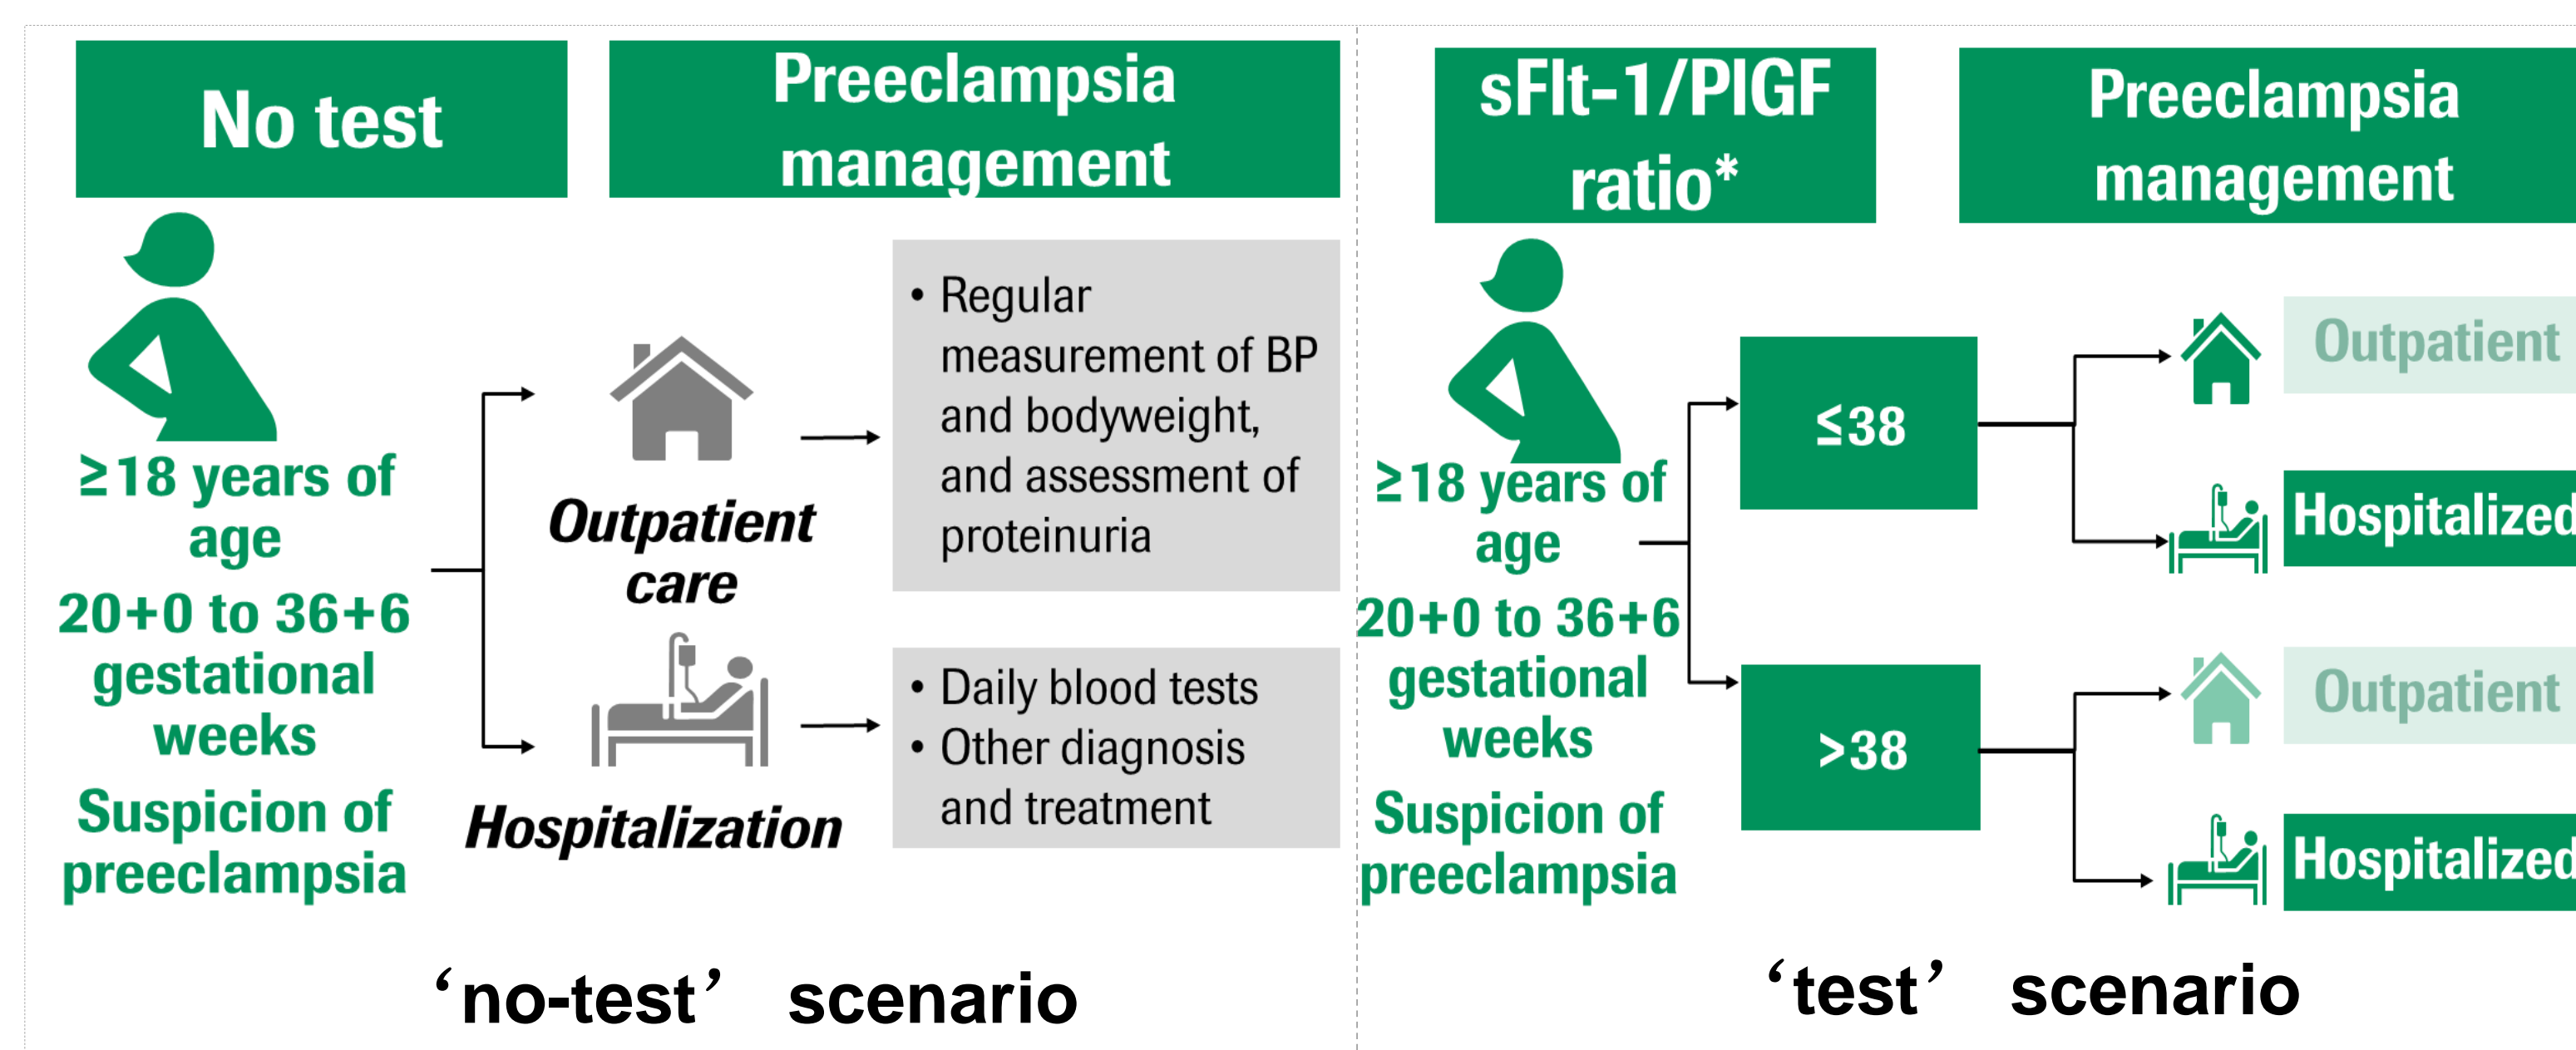 No test
Preeclampsia
management
≥18 years of
age
20+0 to 36+6
gestational
weeks
Suspicion of
preeclampsia
Outpatient
care
Hospitalization
• Regular
measurement of BP
and bodyweight,
and assessment of
proteinuria
• Daily blood tests
• Other diagnosis
and treatment
‘no-test’ scenario
sFlt-1/PlGF
ratio*
Preeclampsia
management
≥18 years of
age
20+0 to 36+6
gestational
weeks
Suspicion of
preeclampsia
≤38
>38
Outpatient
Hospitalized
Outpatient
Hospitalized
‘test’ scenario